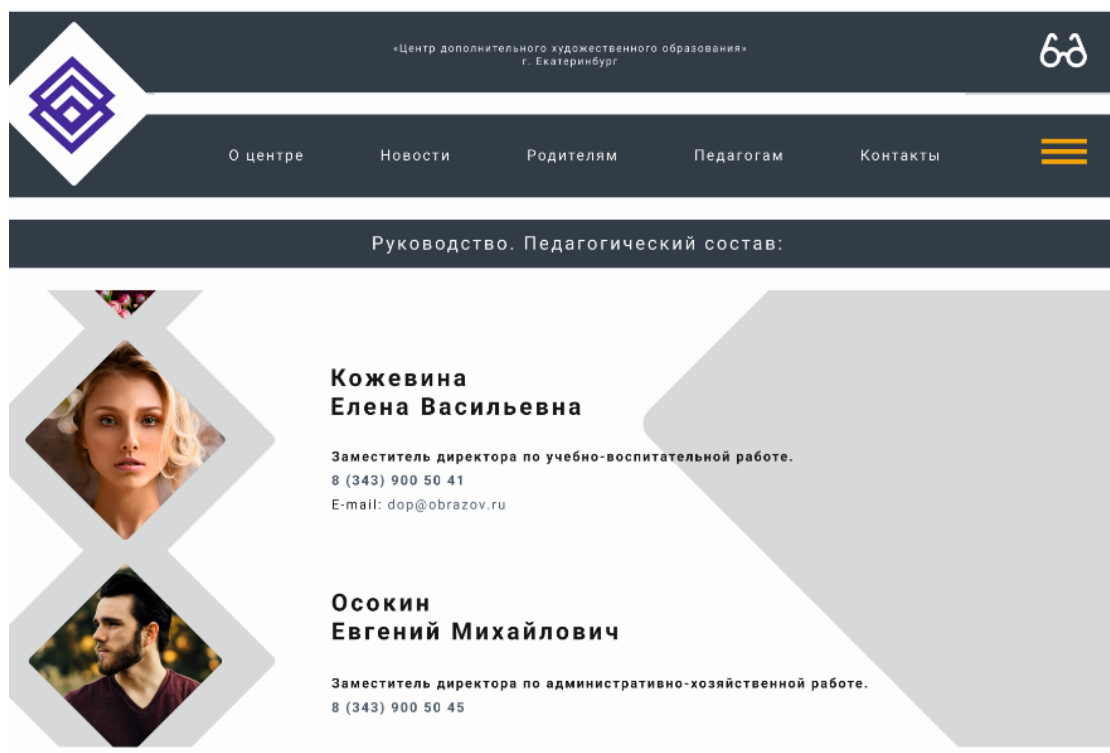 «Центр дополнительного художественного образования»
г. Екатеринбург
О центре Новости Родителям Педагогам Контакты
Руководство. Педагогический состав:
Кожевина
Елена Васильевна
Заместитель директора по учебно-воспитательной работе.
8 (343) 900 50 41
E-mail: dop@obrazov.ru
Осокин
Евгений Михайлович
Заместитель директора по административно-хозяйственной работе.
8 (343) 900 50 45